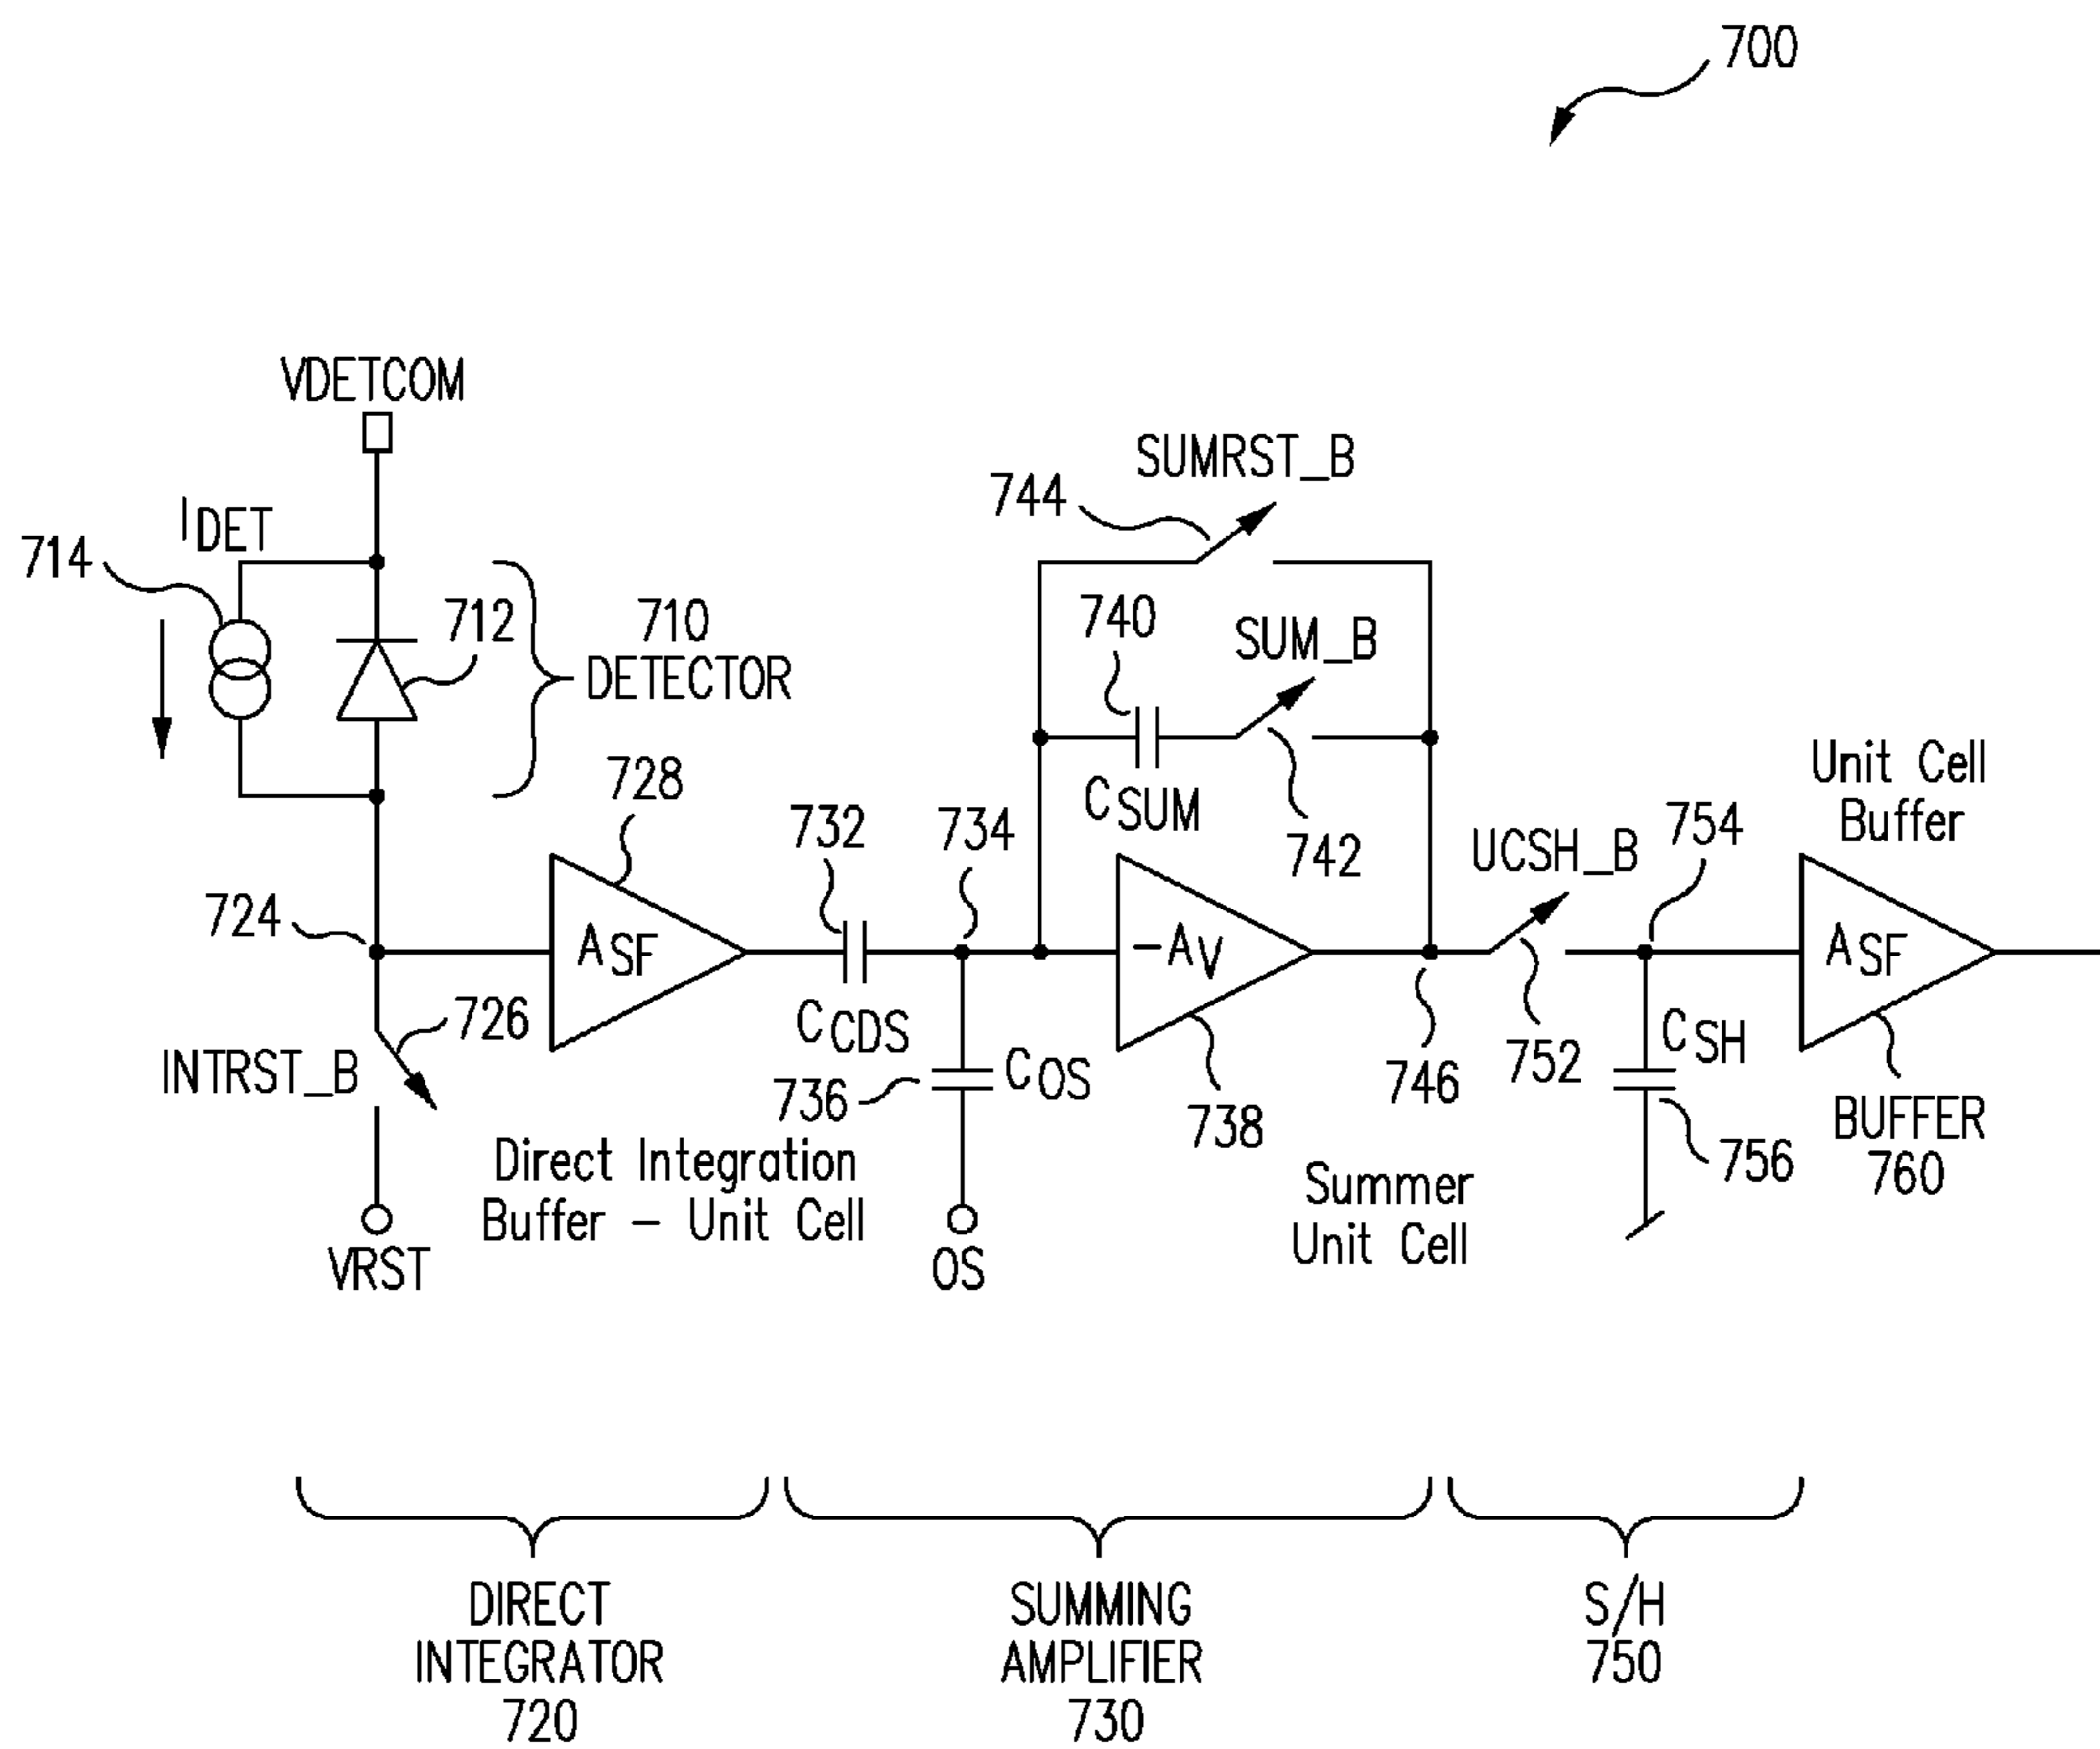 700
VDETCOM
IDET
714
712
710
DETECTOR
SUMRST_B
744
740
SUM_B
CSUM
742
728
ASF
724
726
INTRST_B
VRST
Direct Integration
Buffer – Unit Cell
732
CCDS
734
736
COS
OS
-AV
738
746
Summer
Unit Cell
UCSH_B
752
754
CSH
756
Unit Cell
Buffer
ASF
BUFFER
760
DIRECT
INTEGRATOR
720
SUMMING
AMPLIFIER
730
S/H
750